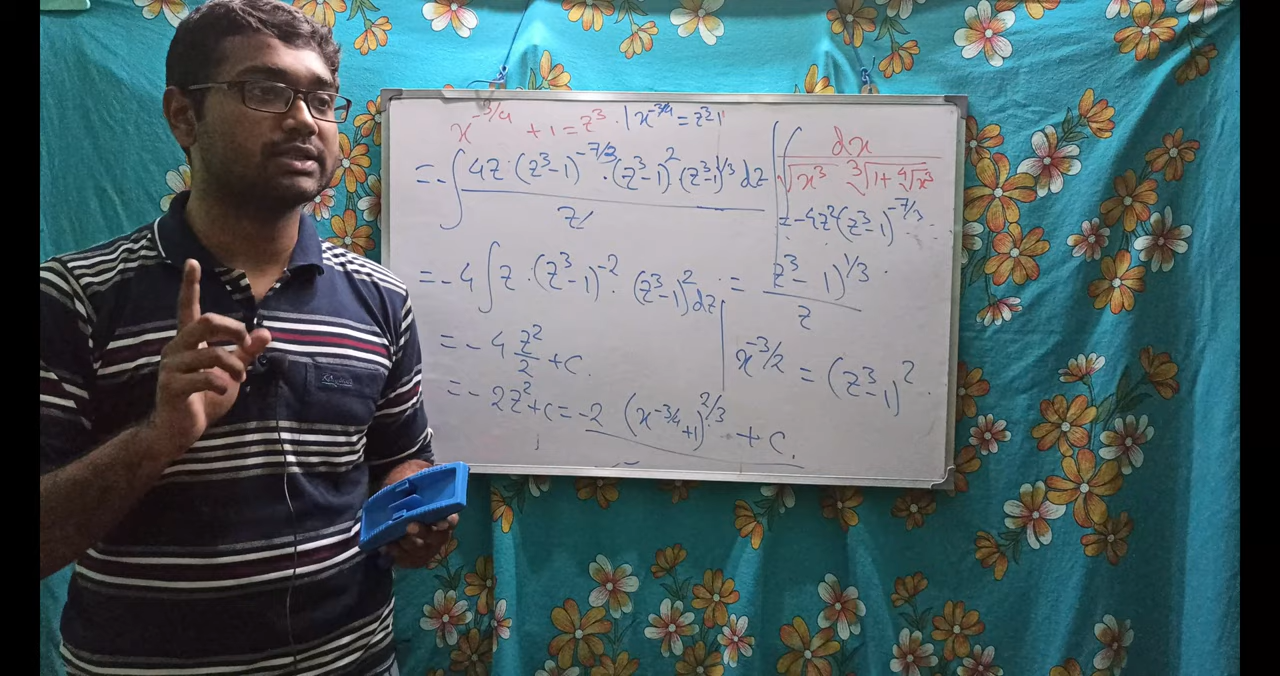 x^{-3/4} + 1 = z^3 . | x^{-3/4} = z^3-1
= -∫ 4z·(z^3-1)^{-7/3}·(z^3-1)^2 (z^3-1)^{1/3} dz / z
= -4 ∫ z·(z^3-1)^{-2}·(z^3-1)^2 dz
= -4 z^2/2 + c.
= -2z^2+c = -2 (x^{-3/4}+1)^{2/3} + c.
∫ dx / √x^3 ∛1+∜x^3
= -4z^2(z^3-1)^{-7/3}
= z^3-1)^{1/3} / z
x^{-3/2} = (z^3-1)^2.